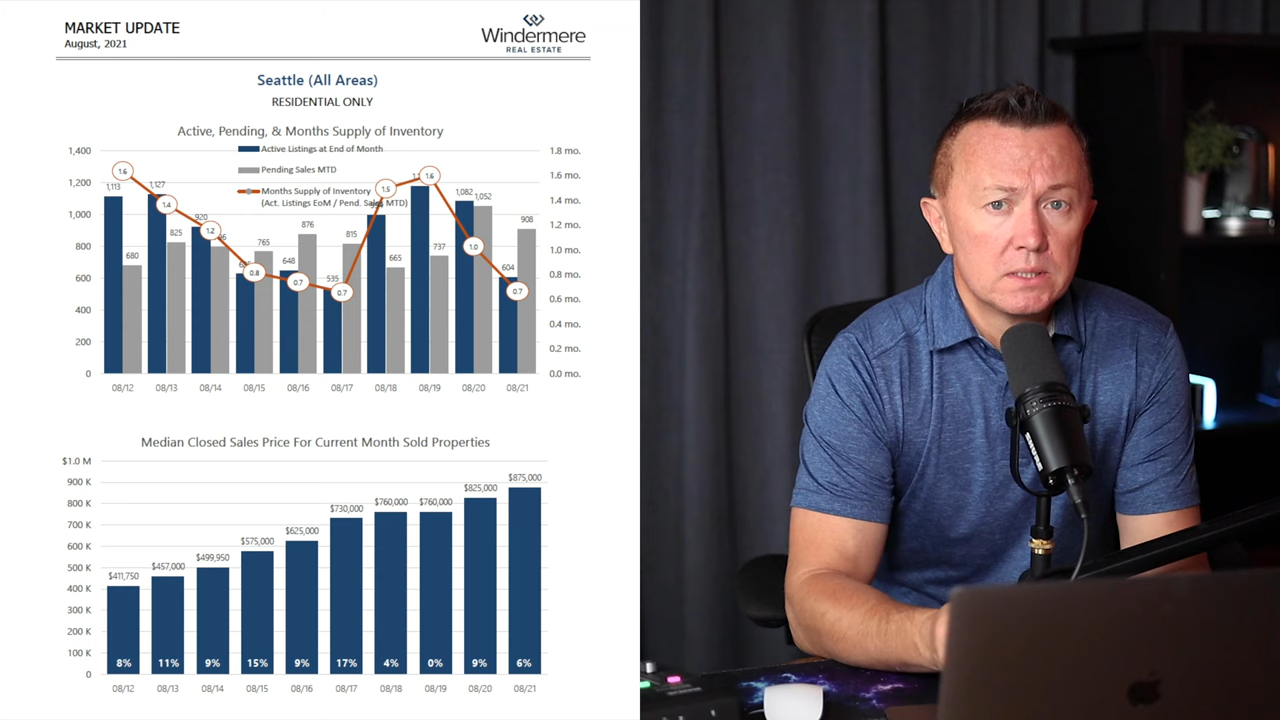 MARKET UPDATE
August, 2021
Windermere
REAL ESTATE
Seattle (All Areas)
RESIDENTIAL ONLY
Active, Pending, & Months Supply of Inventory
Active Listings at End of Month
Pending Sales MTD
Months Supply of Inventory
(Act. Listings EoM / Pend. Sales MTD)
1,400
1,200
1,000
800
600
400
200
0
1.8 mo.
1.6 mo.
1.4 mo.
1.2 mo.
1.0 mo.
0.8 mo.
0.6 mo.
0.4 mo.
0.2 mo.
0.0 mo.
1.6
1.4
1.2
0.8
0.7
0.7
1.5
1.6
1.0
0.7
1,113
680
1,127
825
920
765
648
876
535
815
665
737
1,082
1,052
604
908
08/12 08/13 08/14 08/15 08/16 08/17 08/18 08/19 08/20 08/21
Median Closed Sales Price For Current Month Sold Properties
$1.0 M
900 K
800 K
700 K
600 K
500 K
400 K
300 K
200 K
100 K
0
$411,750
$457,000
$499,950
$575,000
$625,000
$730,000
$760,000
$760,000
$825,000
$875,000
8% 11% 9% 15% 9% 17% 4% 0% 9% 6%
08/12 08/13 08/14 08/15 08/16 08/17 08/18 08/19 08/20 08/21
SHURE